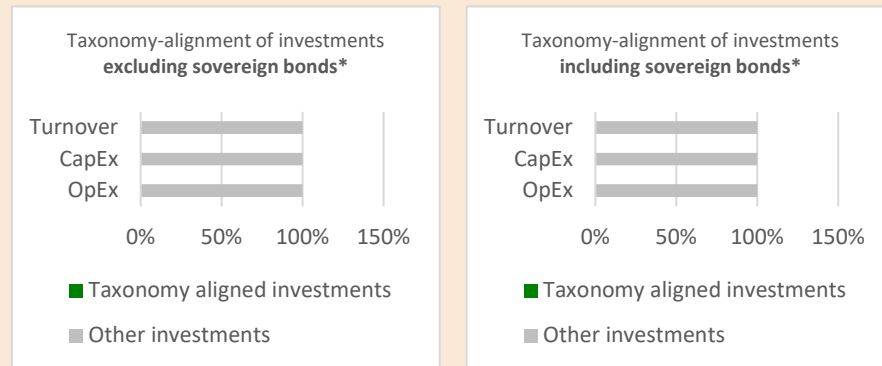 Taxonomy-alignment of investments
excluding sovereign bonds*
Turnover
CapEx
OpEx
0% 50% 100% 150%
Taxonomy aligned investments
Other investments
Taxonomy-alignment of investments
including sovereign bonds*
Turnover
CapEx
OpEx
0% 50% 100% 150%
Taxonomy aligned investments
Other investments